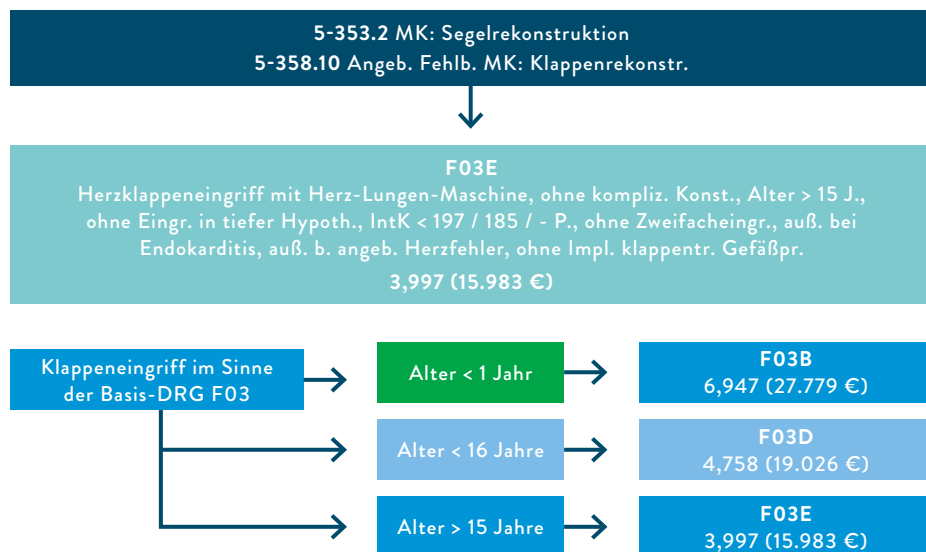 5-353.2 MK: Segelrekonstruktion
5-358.10 Angeb. Fehlb. MK: Klappenrekonstr.
F03E
Herzklappeneingriff mit Herz-Lungen-Maschine, ohne kompliz. Konst., Alter > 15 J.,
ohne Eingr. in tiefer Hypoth., IntK < 197 / 185 / - P., ohne Zweifacheingr., auß. bei
Endokarditis, auß. b. angeb. Herzfehler, ohne Impl. klappentr. Gefäßpr.
3,997 (15.983 €)
Klappeneingriff im Sinne
der Basis-DRG F03
Alter < 1 Jahr
F03B
6,947 (27.779 €)
Alter < 16 Jahre
F03D
4,758 (19.026 €)
Alter > 15 Jahre
F03E
3,997 (15.983 €)